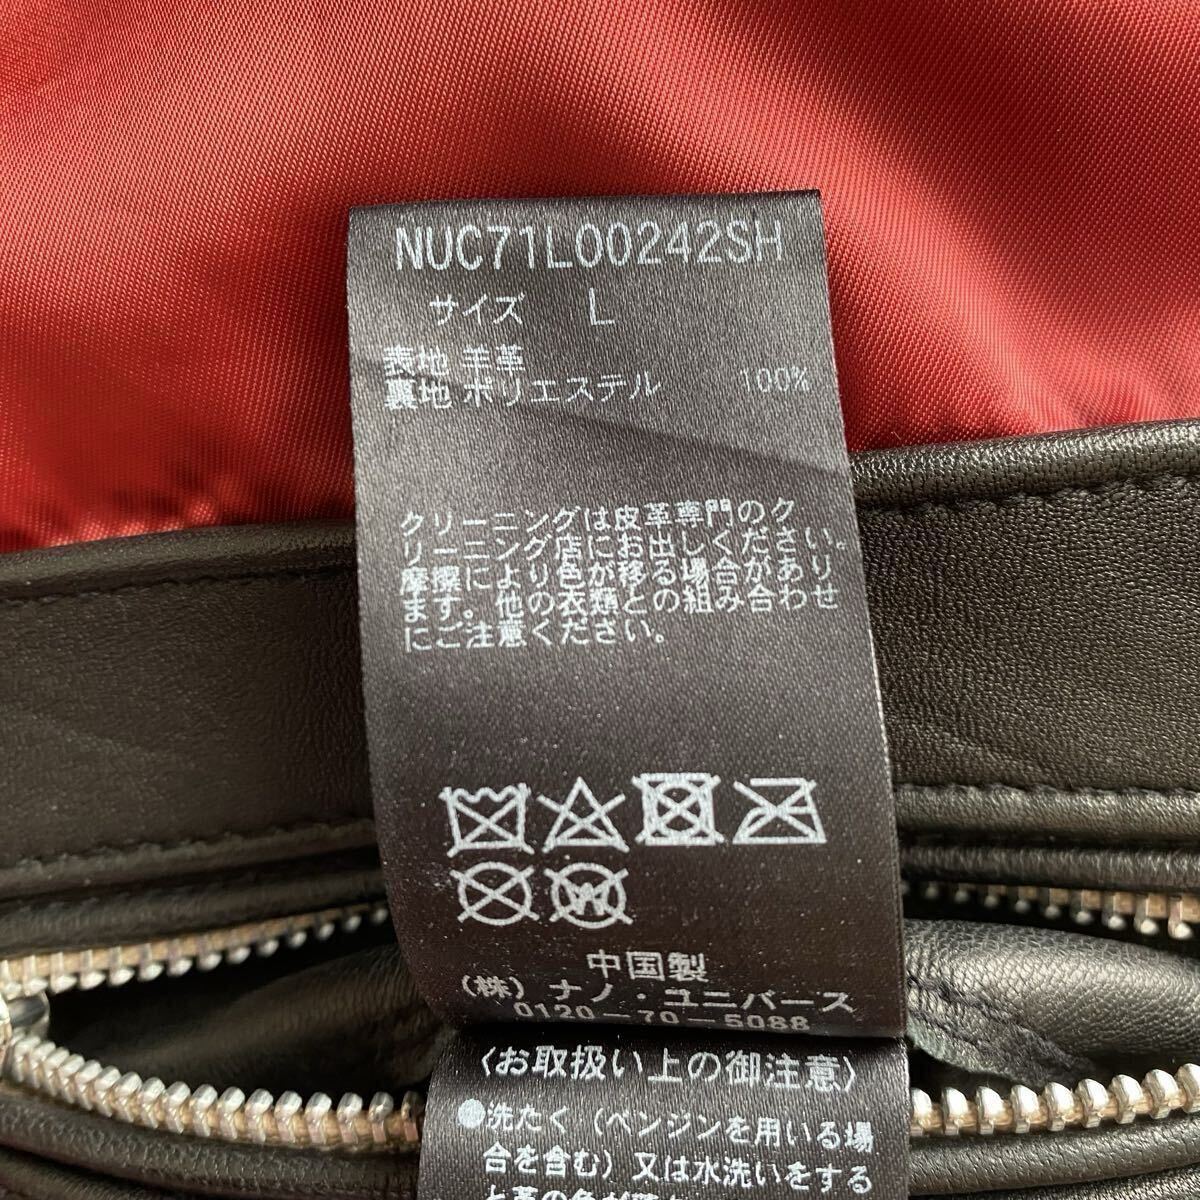 NUC71L00242SH
サイズ L
表地 羊革
裏地 ポリエステル 100%
クリーニングは皮革専門のク
リーニング店にお出しください。
摩擦により色が移る場合があり
ます。他の衣類との組み合わせ
にご注意ください。
中国製
(株) ナノ・ユニバース
0120-70-5088
〈お取扱い上の御注意〉
●洗たく(ベンジンを用いる場
合を含む)又は水洗いをする
と革の色が